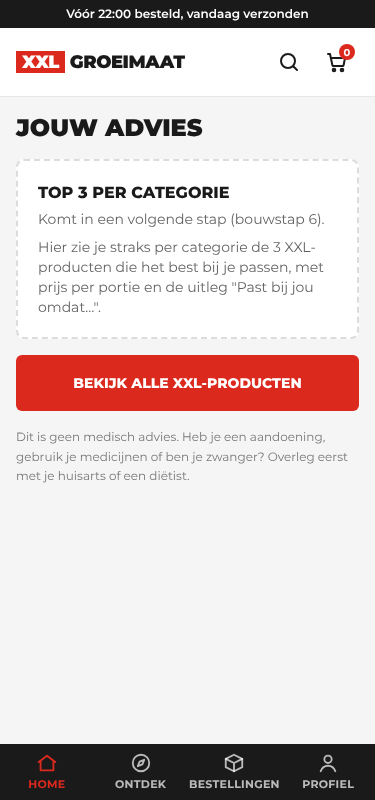 Vóór 22:00 besteld, vandaag verzonden
XXL GROEIMAAT
0
JOUW ADVIES
TOP 3 PER CATEGORIE
Komt in een volgende stap (bouwstap 6).
Hier zie je straks per categorie de 3 XXL-
producten die het best bij je passen, met
prijs per portie en de uitleg "Past bij jou
omdat...".
BEKIJK ALLE XXL-PRODUCTEN
Dit is geen medisch advies. Heb je een aandoening,
gebruik je medicijnen of ben je zwanger? Overleg eerst
met je huisarts of een diëtist.
HOME
ONTDEK
BESTELLINGEN
PROFIEL